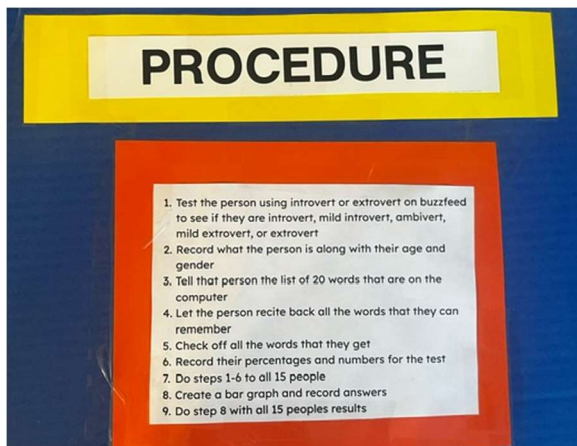 PROCEDURE
1. Test the person using introvert or extrovert on buzzfeed
to see if they are introvert, mild introvert, ambivert,
mild extrovert, or extrovert
2. Record what the person is along with their age and
gender
3. Tell that person the list of 20 words that are on the
computer
4. Let the person recite back all the words that they can
remember
5. Check off all the words that they get
6. Record their percentages and numbers for the test
7. Do steps 1-6 to all 15 people
8. Create a bar graph and record answers
9. Do step 8 with all 15 peoples results